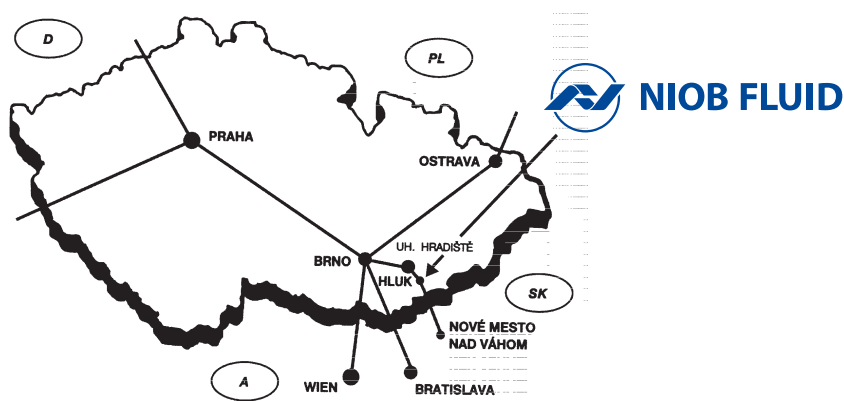 D
PL
NIOB FLUID
PRAHA
OSTRAVA
UH. HRADIŠTĚ
BRNO
HLUK
SK
NOVÉ MESTO
NAD VÁHOM
A
WIEN
BRATISLAVA